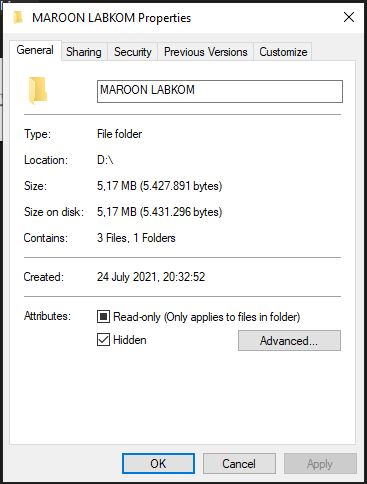 MAROON LABKOM Properties
General Sharing Security Previous Versions Customize
MAROON LABKOM
Type: File folder
Location: D:\
Size: 5,17 MB (5.427.891 bytes)
Size on disk: 5,17 MB (5.431.296 bytes)
Contains: 3 Files, 1 Folders
Created: 24 July 2021, 20:32:52
Attributes: Read-only (Only applies to files in folder)
Hidden Advanced...
OK Cancel Apply